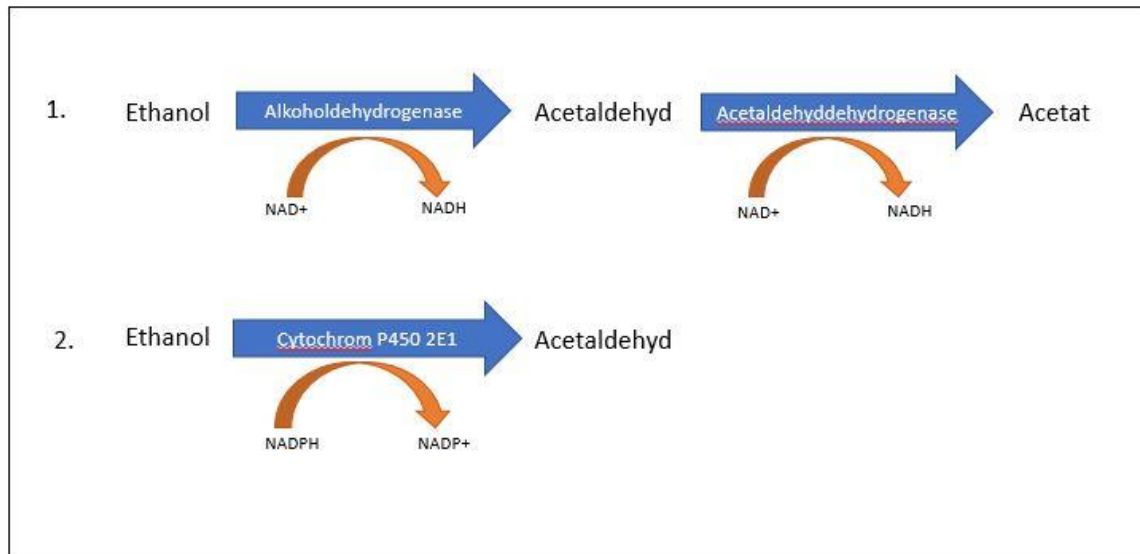 1. Ethanol Alkoholdehydrogenase Acetaldehyd Acetaldehyddehydrogenase Acetat
NAD+ NADH NAD+ NADH
2. Ethanol Cytochrom P450 2E1 Acetaldehyd
NADPH NADP+